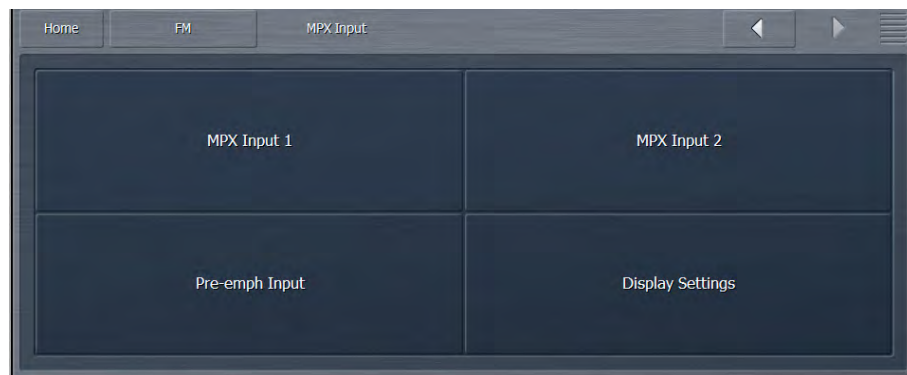 Home FM MPX Input
MPX Input 1 MPX Input 2
Pre-emph Input Display Settings